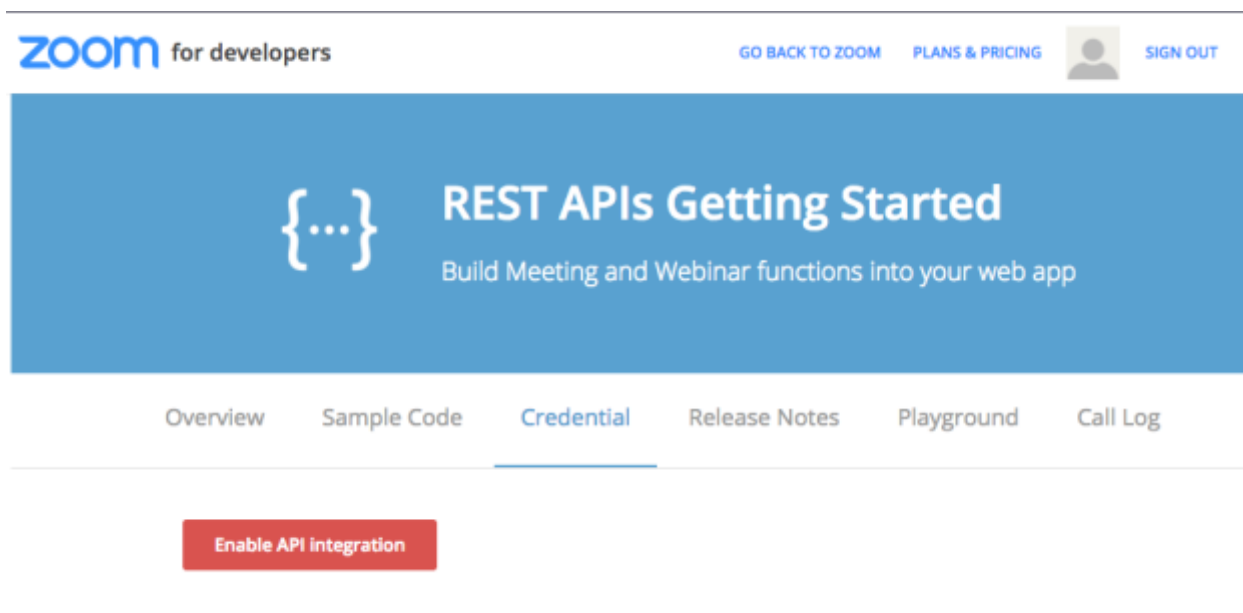 zoom for developers GO BACK TO ZOOM PLANS & PRICING SIGN OUT
{...} REST APIs Getting Started
Build Meeting and Webinar functions into your web app
Overview Sample Code Credential Release Notes Playground Call Log
Enable API integration